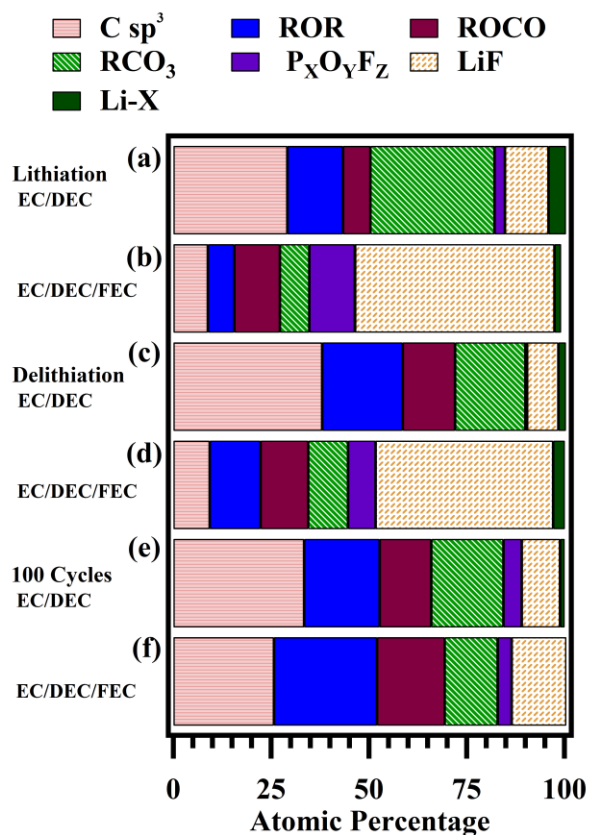 C sp³ ROR ROCO
RCO₃ PₓOᵧF_Z LiF
Li-X
(a)
Lithiation
EC/DEC
(b)
EC/DEC/FEC
(c)
Delithiation
EC/DEC
(d)
EC/DEC/FEC
(e)
100 Cycles
EC/DEC
(f)
EC/DEC/FEC
0 25 50 75 100
Atomic Percentage